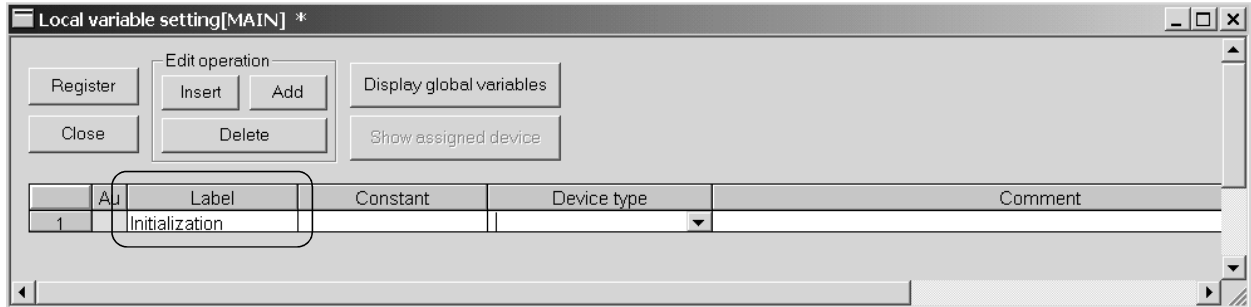 Local variable setting[MAIN] *
Edit operation
Register Insert Add Display global variables
Close Delete Show assigned device
Au Label Constant Device type Comment
1 Initialization